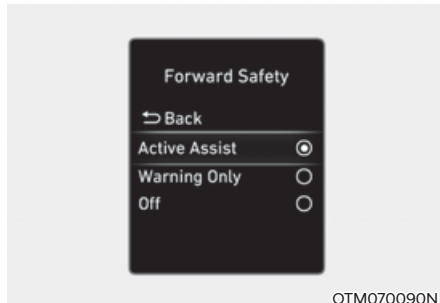 Forward Safety
Back
Active Assist
Warning Only
Off
OTM070090N